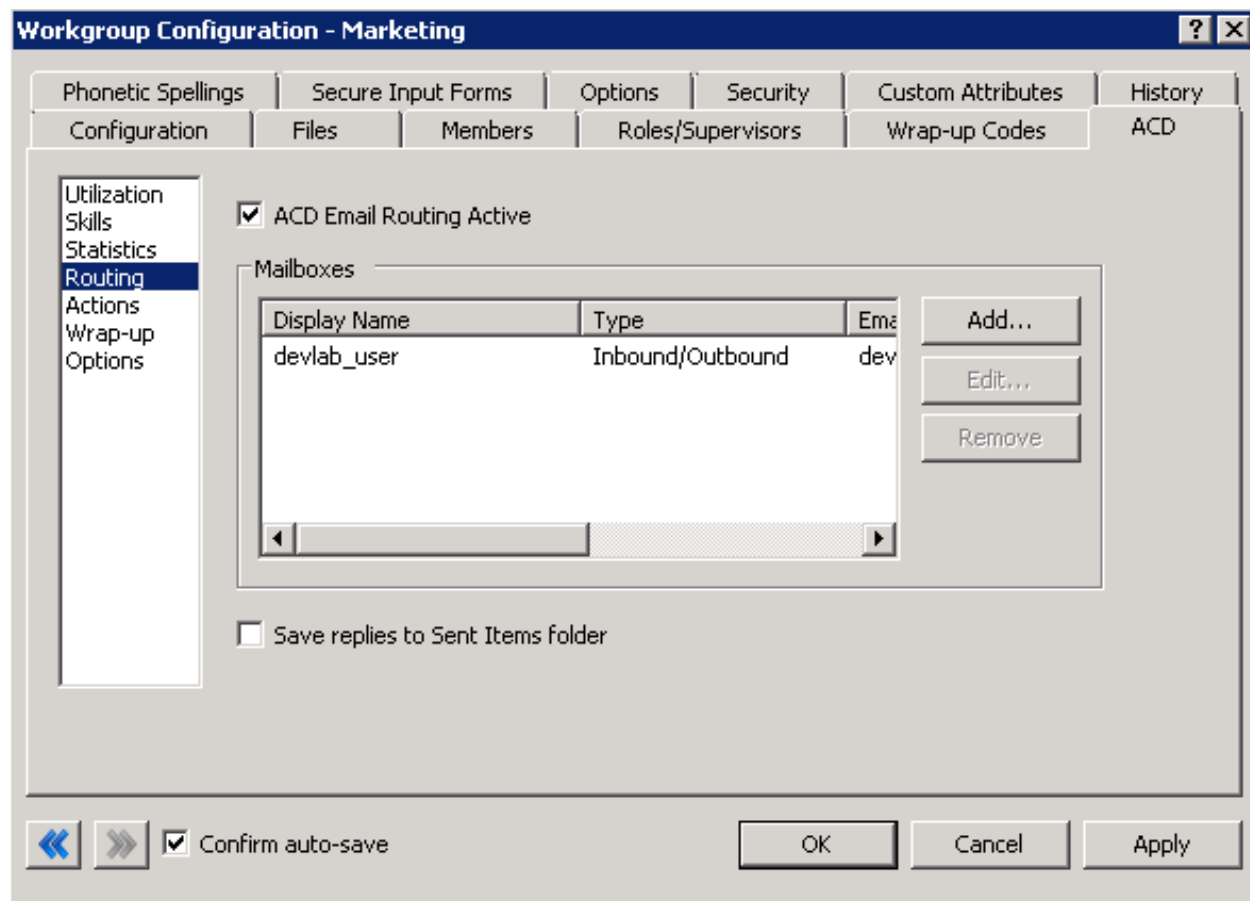 Workgroup Configuration - Marketing
Phonetic Spellings Secure Input Forms Options Security Custom Attributes History
Configuration Files Members Roles/Supervisors Wrap-up Codes ACD
Utilization
Skills
Statistics
Routing
Actions
Wrap-up
Options
ACD Email Routing Active
Mailboxes
Display Name Type Ema
devlab_user Inbound/Outbound dev
Add...
Edit...
Remove
Save replies to Sent Items folder
Confirm auto-save OK Cancel Apply